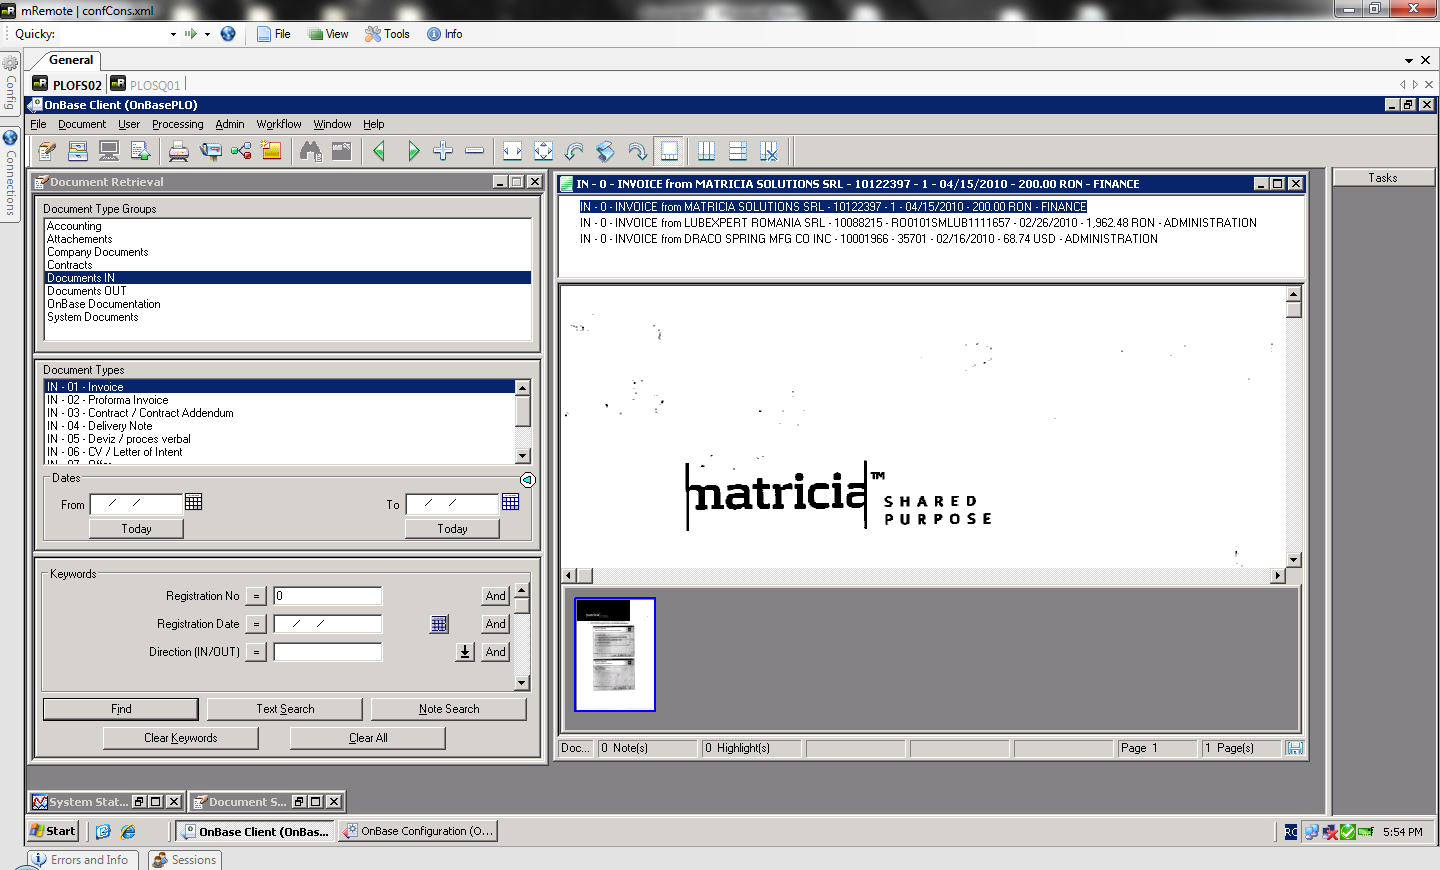 mRemote | confCons.xml
Quicky:
File
View
Tools
Info
General
PLOFS02
PLOSQ01
Config
Connections
OnBase Client (OnBasePLO)
File Document User Processing Admin Workflow Window Help
Document Retrieval
Document Type Groups
Accounting
Attachements
Company Documents
Contracts
Documents IN
Documents OUT
OnBase Documentation
System Documents
Document Types
IN - 01 - Invoice
IN - 02 - Proforma Invoice
IN - 03 - Contract / Contract Addendum
IN - 04 - Delivery Note
IN - 05 - Deviz / proces verbal
IN - 06 - CV / Letter of Intent
Dates
From / / To / /
Today Today
Keywords
Registration No = 0 And
Registration Date = / / And
Direction (IN/OUT) = And
Find Text Search Note Search
Clear Keywords Clear All
IN - 0 - INVOICE from MATRICIA SOLUTIONS SRL - 10122397 - 1 - 04/15/2010 - 200.00 RON - FINANCE
IN - 0 - INVOICE from MATRICIA SOLUTIONS SRL - 10122397 - 1 - 04/15/2010 - 200.00 RON - FINANCE
IN - 0 - INVOICE from LUBEXPERT ROMANIA SRL - 10088215 - RO0101SMLUB1111657 - 02/26/2010 - 1,962.48 RON - ADMINISTRATION
IN - 0 - INVOICE from DRACO SPRING MFG CO INC - 10001966 - 35701 - 02/16/2010 - 68.74 USD - ADMINISTRATION
matricia™
SHARED
PURPOSE
Doc... 0 Note(s) 0 Highlight(s) Page 1 1 Page(s)
Tasks
System Stat...
Document S...
Start
OnBase Client (OnBas...
OnBase Configuration (O...
5:54 PM
Errors and Info
Sessions